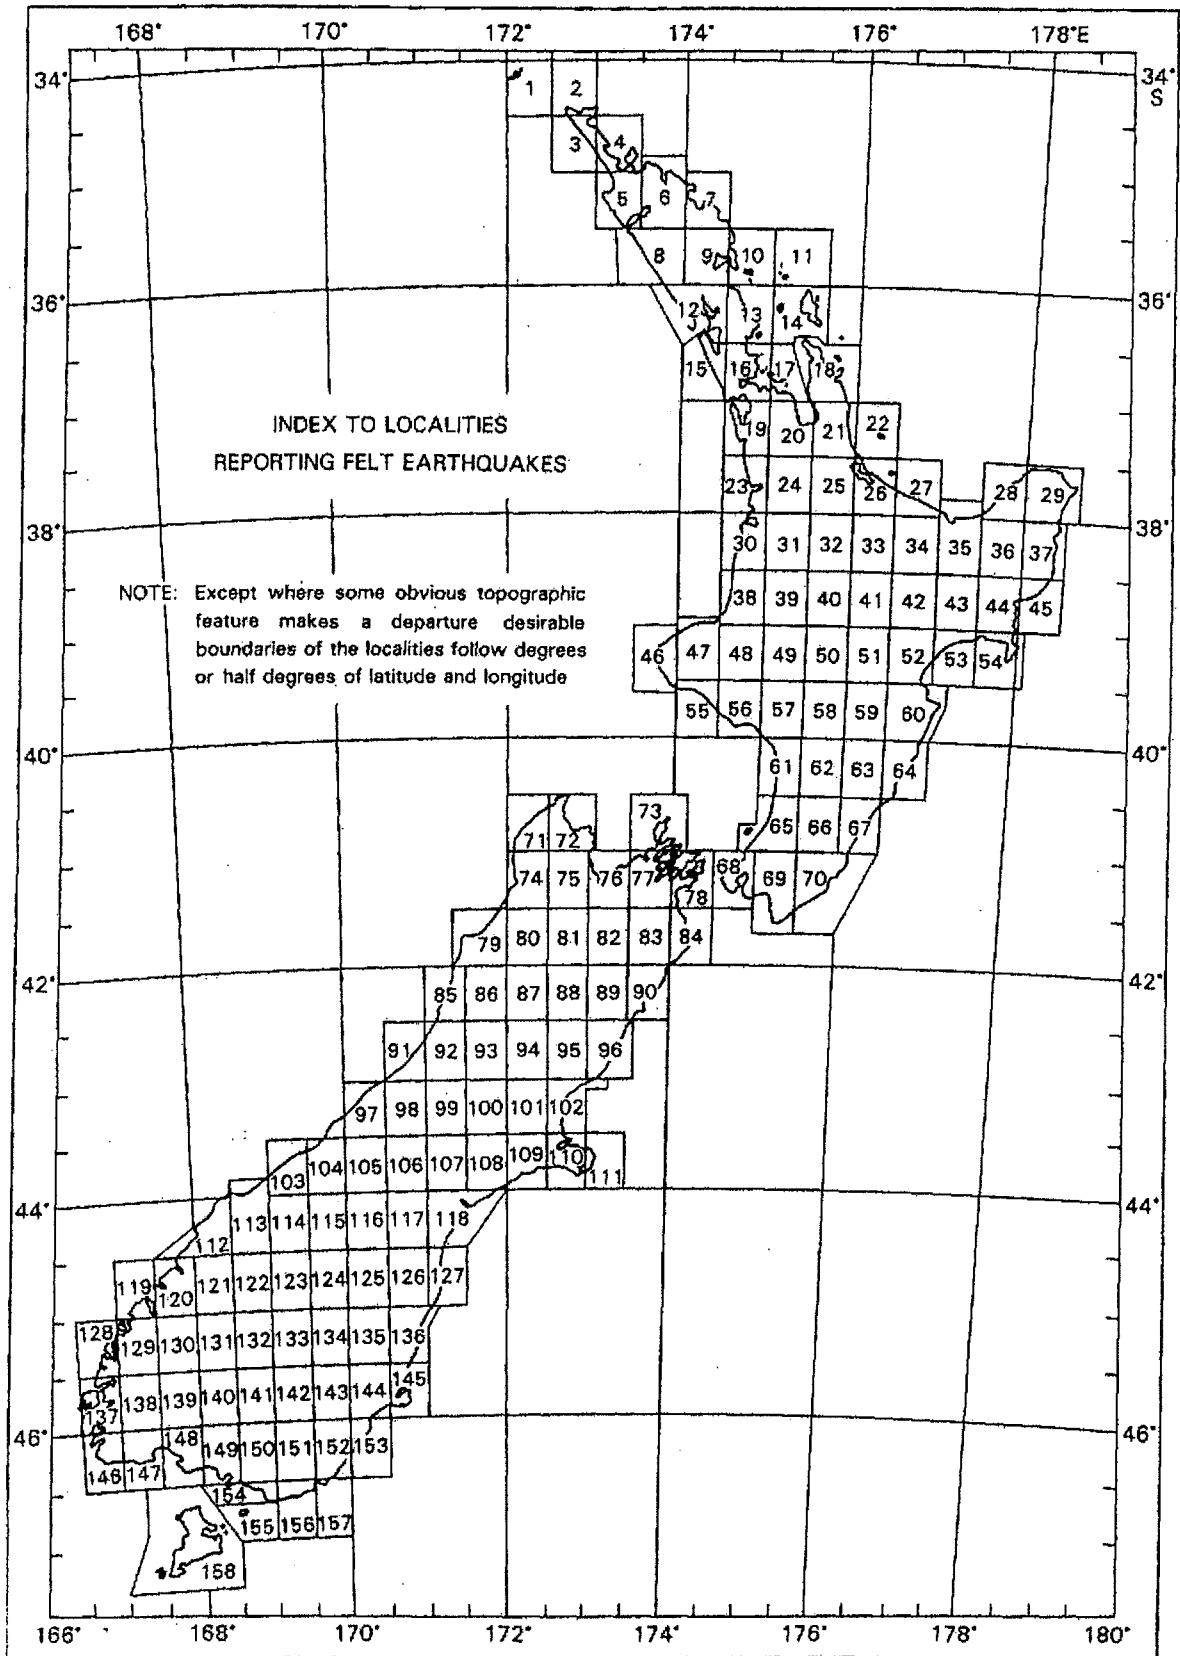 168° 170° 172° 174° 176° 178°E
34° 34°
S
1 2
3 4
5 6 7
8 9 10 11
36° 36°
12 13 14
15 16 17 18
INDEX TO LOCALITIES
REPORTING FELT EARTHQUAKES
19 20 21 22
23 24 25 26 27 28 29
38° 38°
30 31 32 33 34 35 36 37
NOTE: Except where some obvious topographic
feature makes a departure desirable
boundaries of the localities follow degrees
or half degrees of latitude and longitude
38 39 40 41 42 43 44 45
46 47 48 49 50 51 52 53 54
55 56 57 58 59 60
40° 40°
61 62 63 64
73
71 72 65 66 67
74 75 76 77 78 68 69 70
79 80 81 82 83 84
42° 42°
85 86 87 88 89 90
91 92 93 94 95 96
97 98 99 100 101 102
103 104 105 106 107 108 109 110 111
44° 44°
112 113 114 115 116 117 118
119 120 121 122 123 124 125 126 127
128 129 130 131 132 133 134 135 136
137 138 139 140 141 142 143 144 145
46° 46°
146 147 148 149 150 151 152 153
154
155 156 157
158
166° 168° 170° 172° 174° 176° 178° 180°